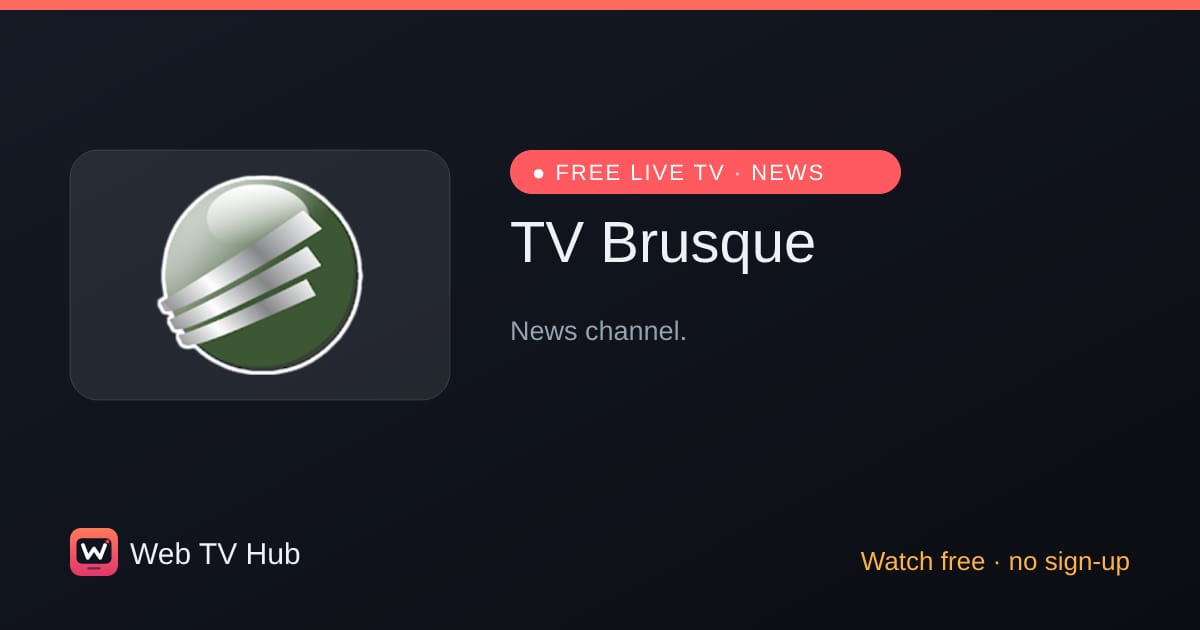 ● FREE LIVE TV · NEWS
TV Brusque
News channel.
Web TV Hub
Watch free · no sign-up